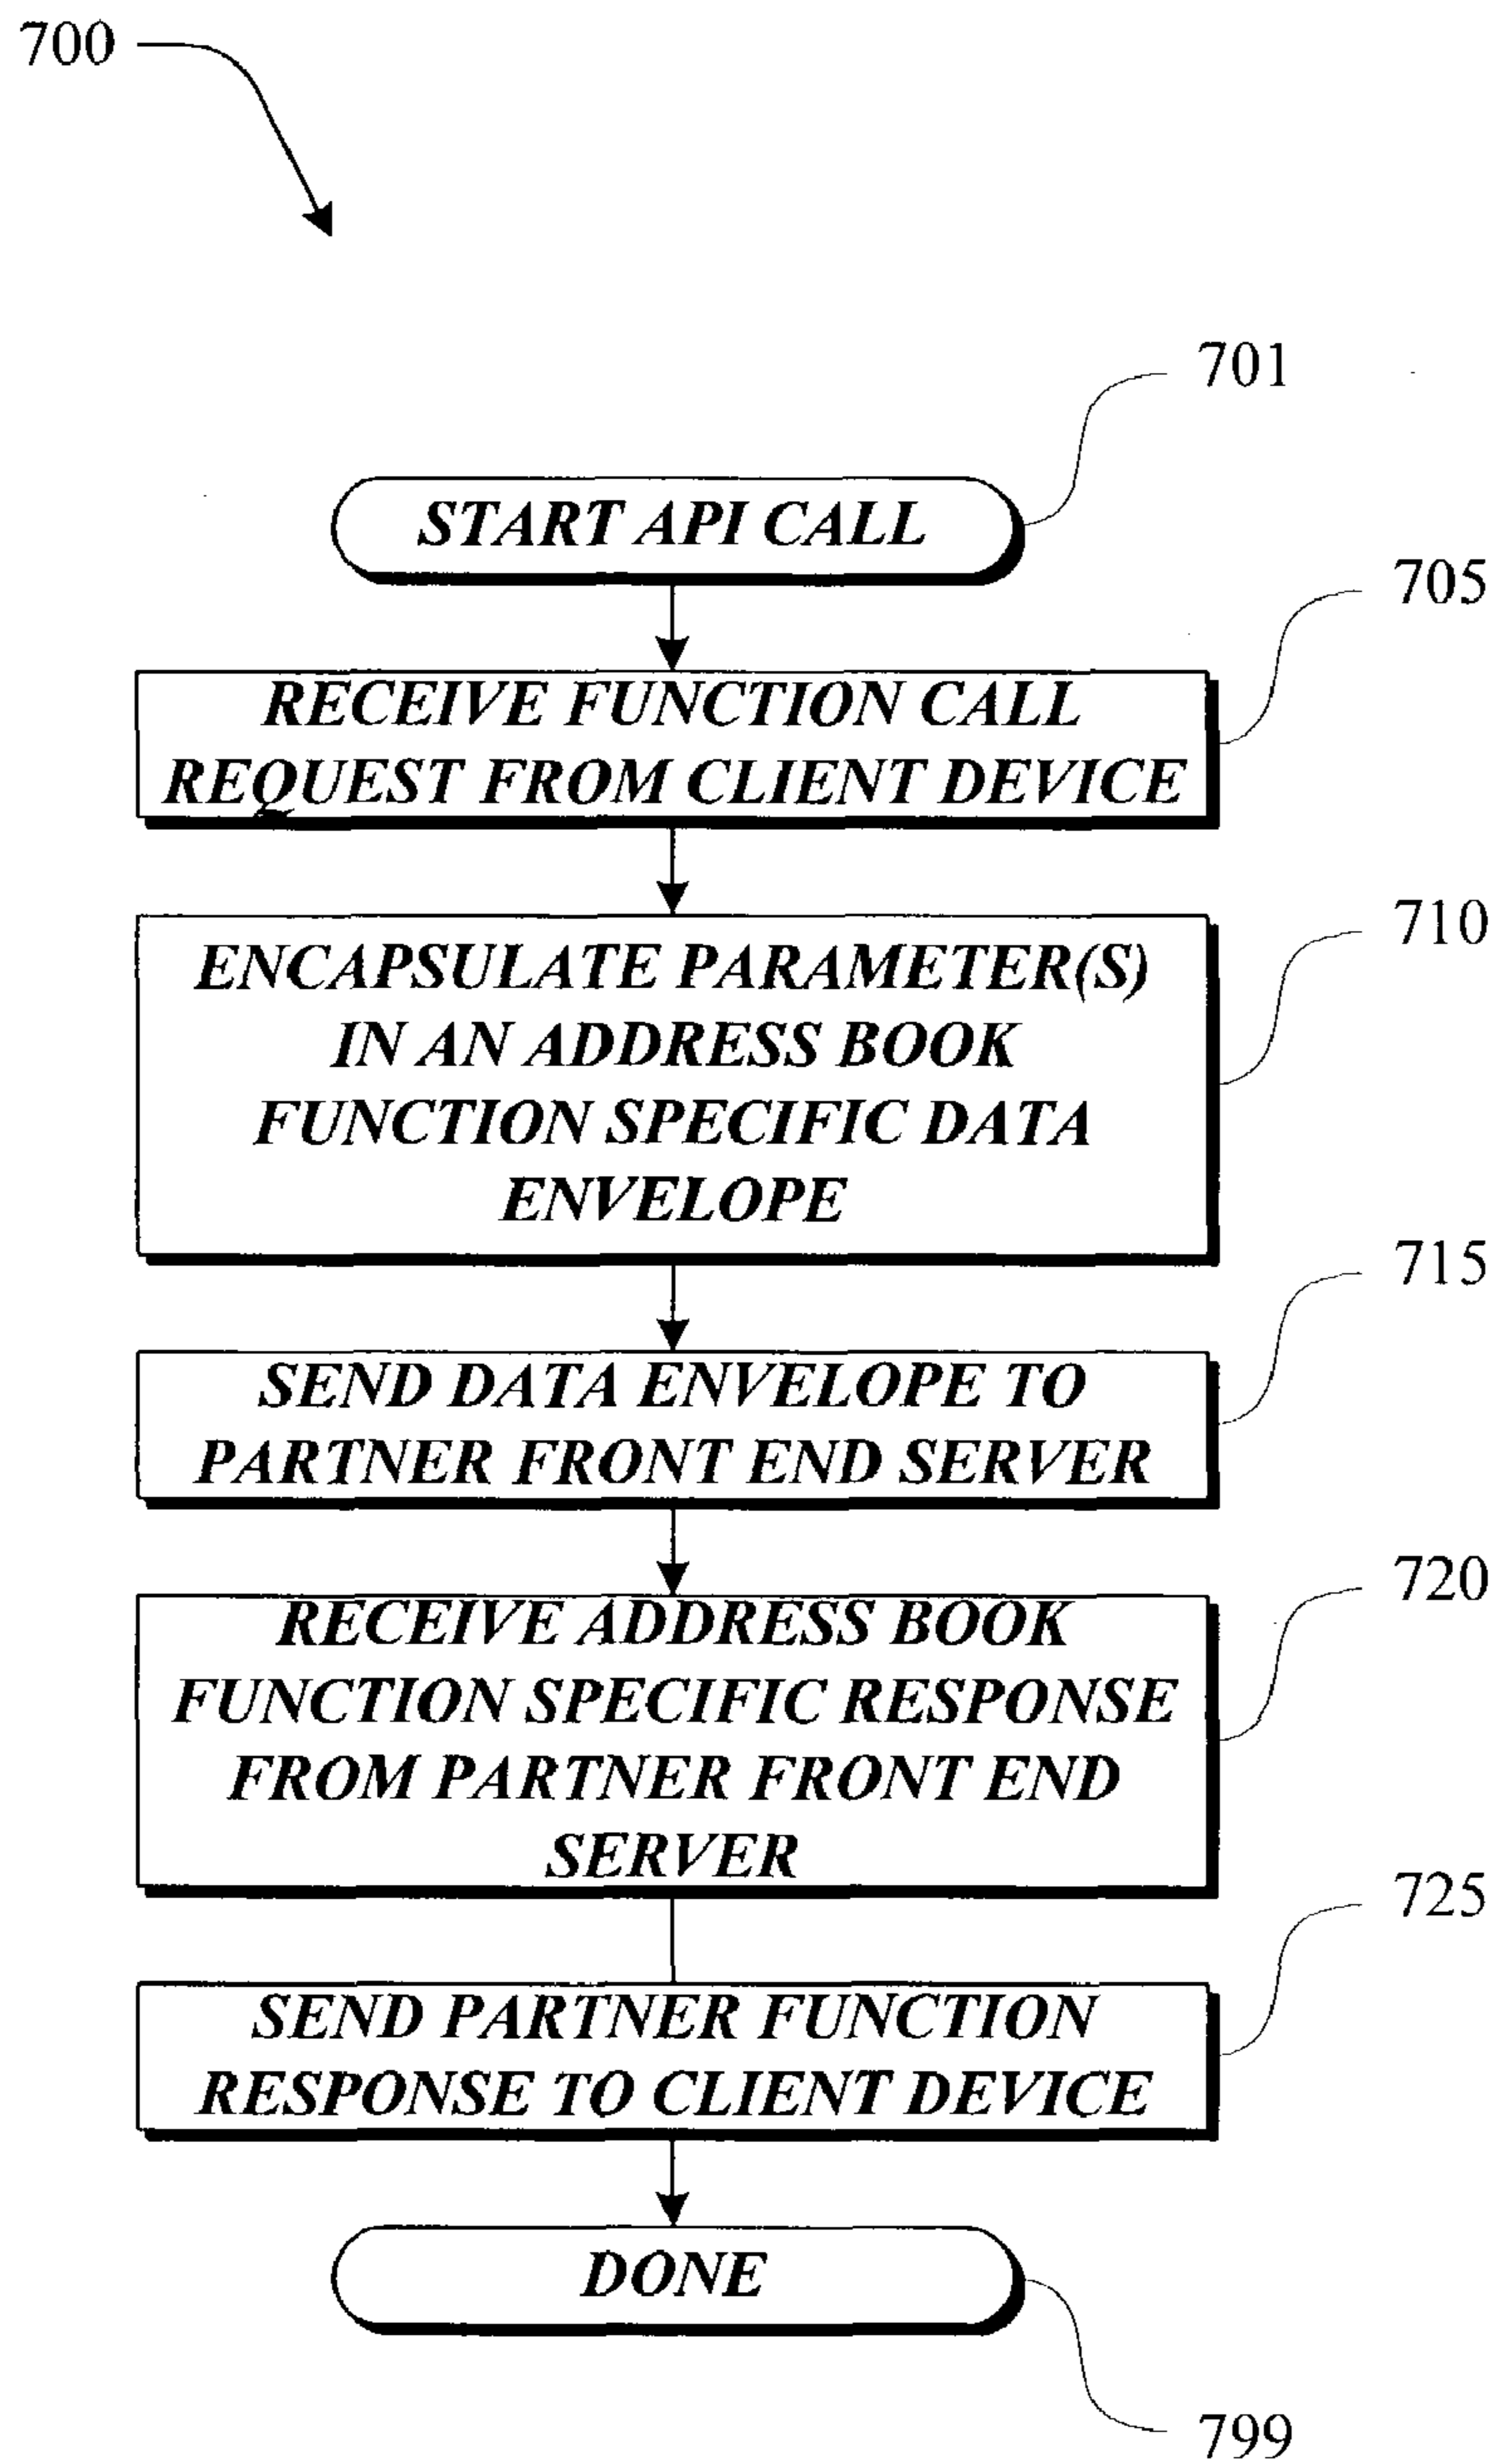 700
701
START API CALL
705
RECEIVE FUNCTION CALL
REQUEST FROM CLIENT DEVICE
710
ENCAPSULATE PARAMETER(S)
IN AN ADDRESS BOOK
FUNCTION SPECIFIC DATA
ENVELOPE
715
SEND DATA ENVELOPE TO
PARTNER FRONT END SERVER
720
RECEIVE ADDRESS BOOK
FUNCTION SPECIFIC RESPONSE
FROM PARTNER FRONT END
SERVER
725
SEND PARTNER FUNCTION
RESPONSE TO CLIENT DEVICE
DONE
799